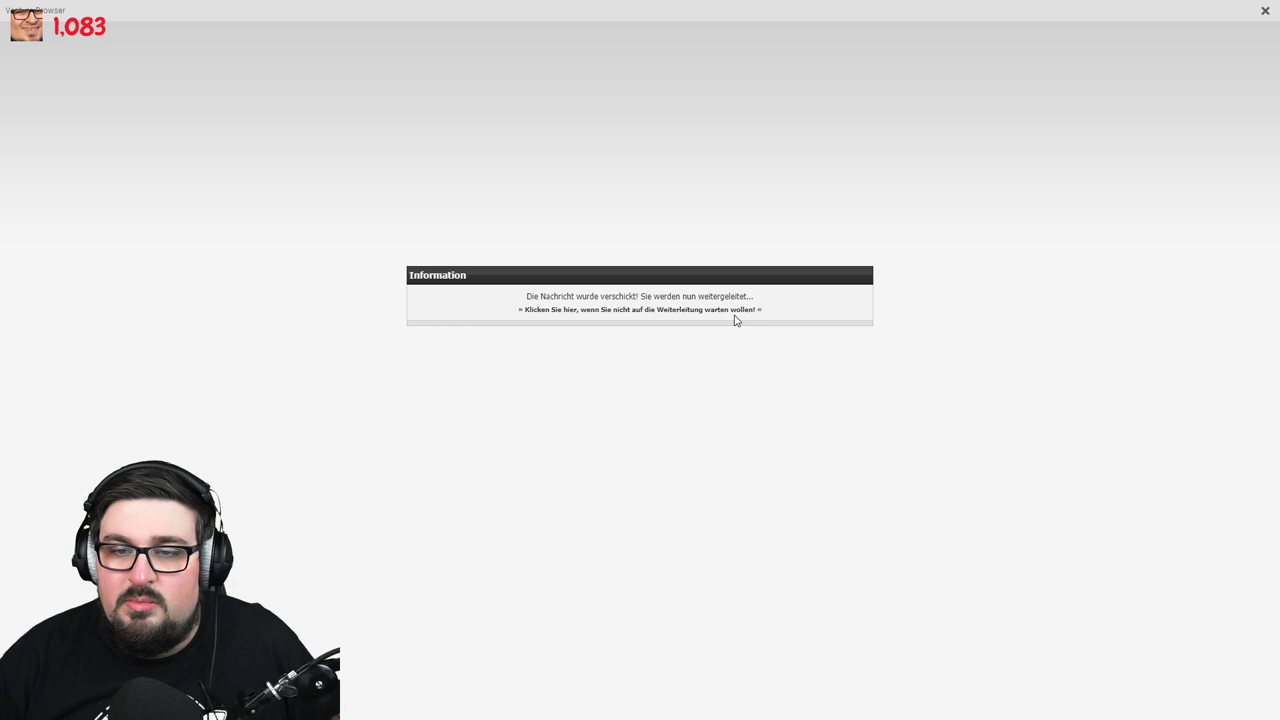 1,083
Information
Die Nachricht wurde verschickt! Sie werden nun weitergeleitet...
» Klicken Sie hier, wenn Sie nicht auf die Weiterleitung warten wollen! «